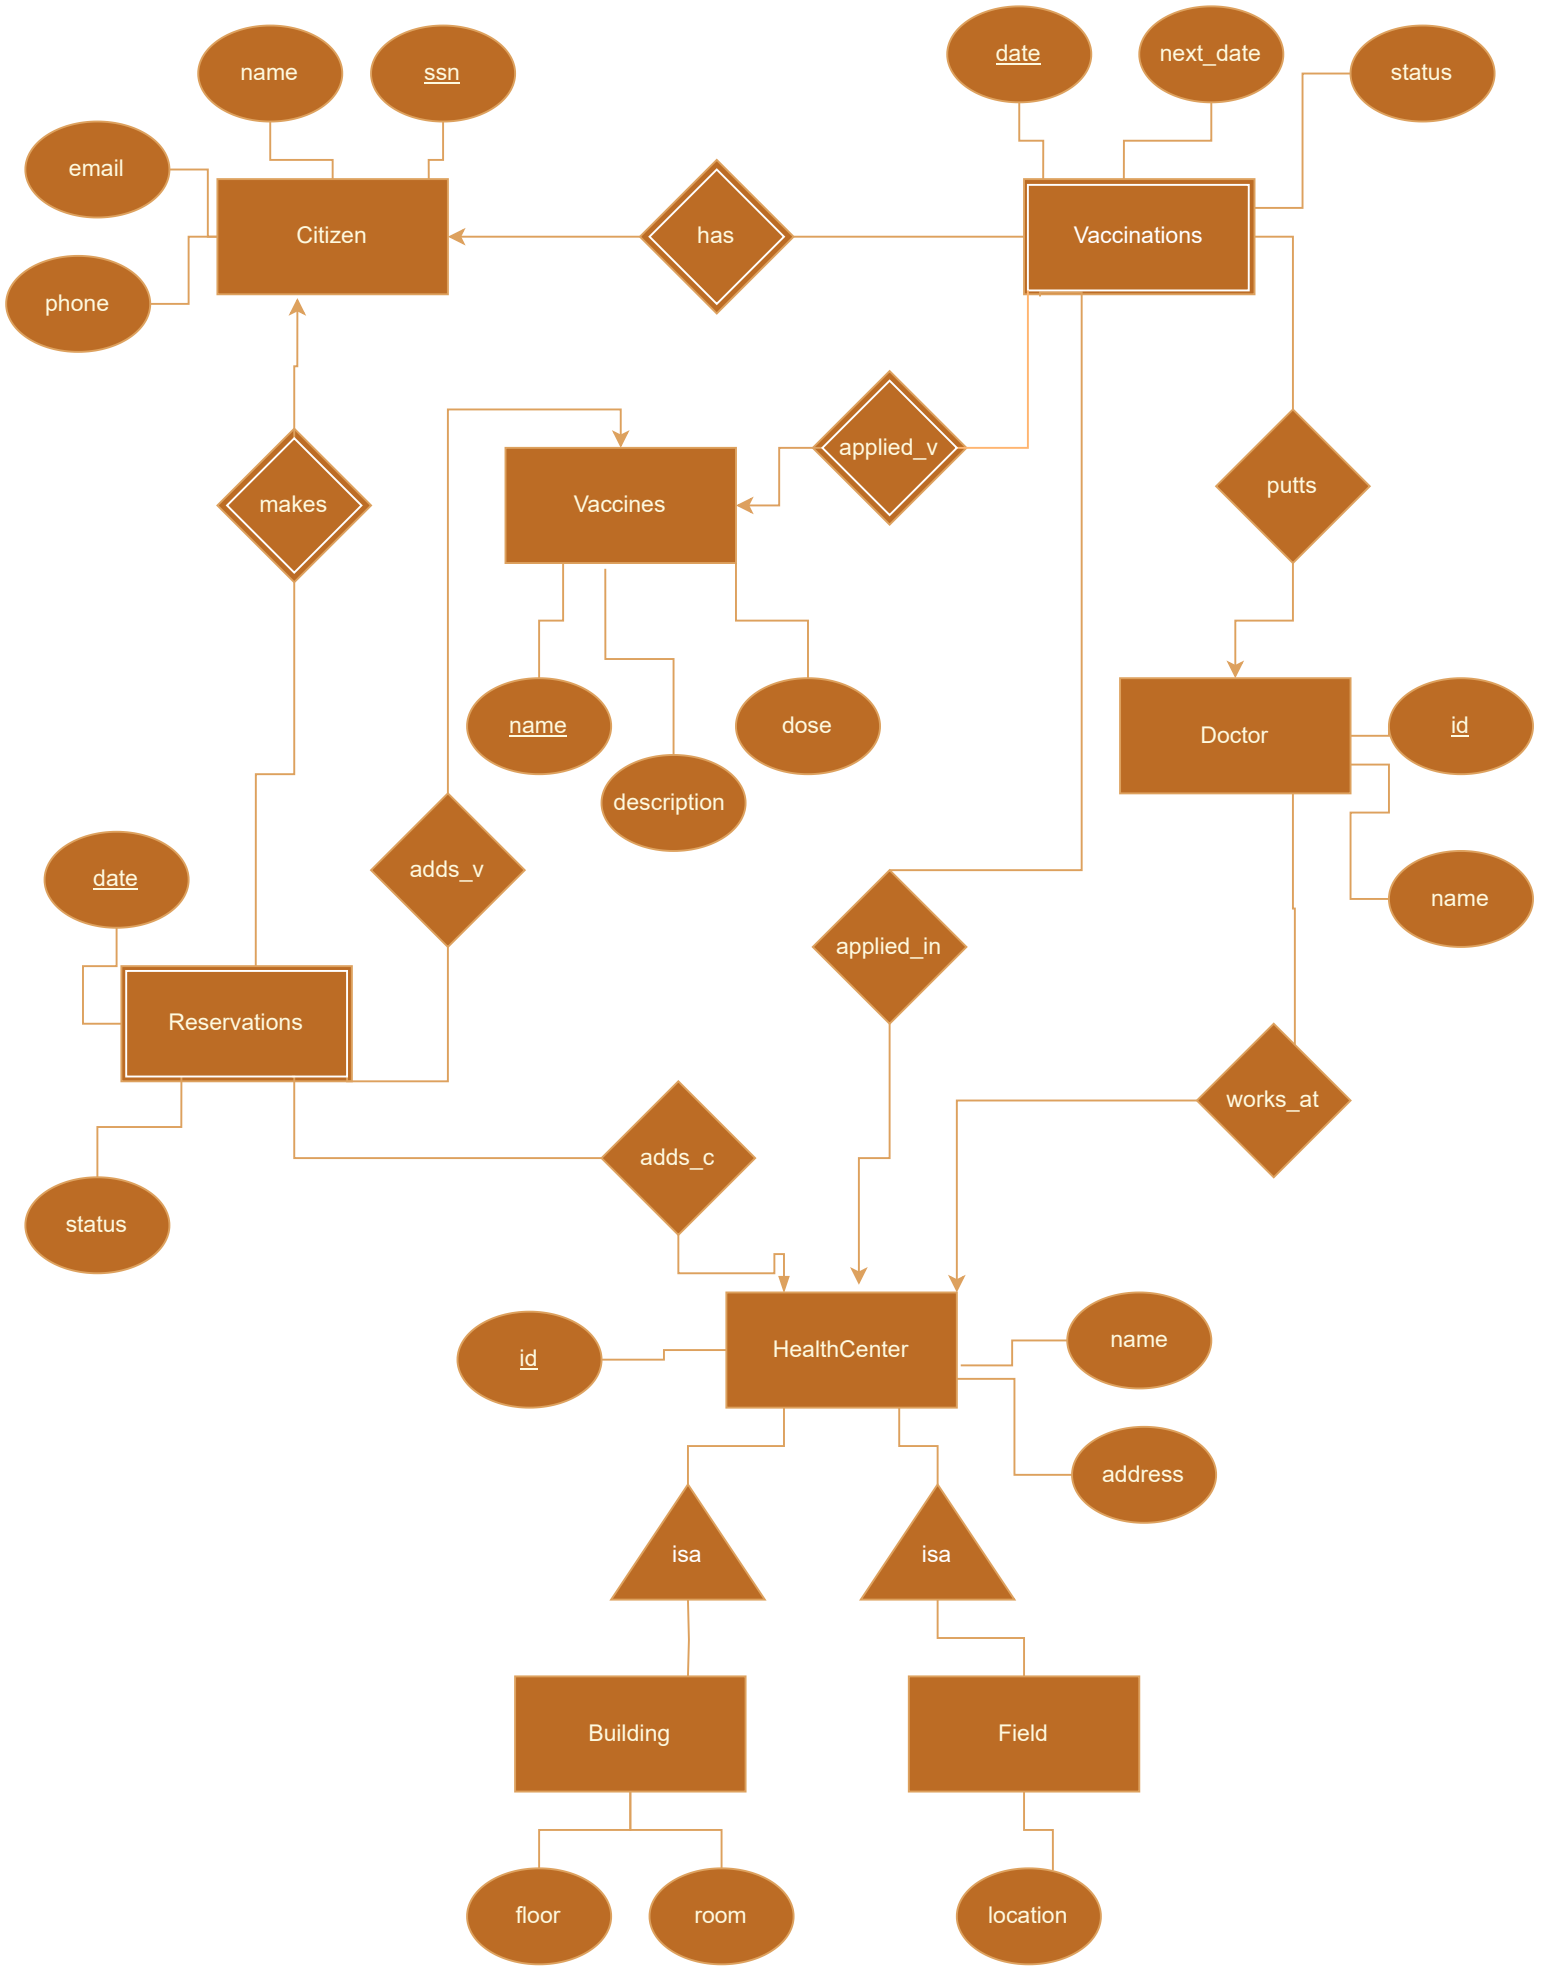 date
next_date
name
ssn
status
email
Citizen
has
Vaccinations
phone
applied_v
makes
Vaccines
putts
name
dose
Doctor
id
description
date
adds_v
name
applied_in
Reservations
works_at
adds_c
status
name
id
HealthCenter
address
isa
isa
Building
Field
floor
room
location